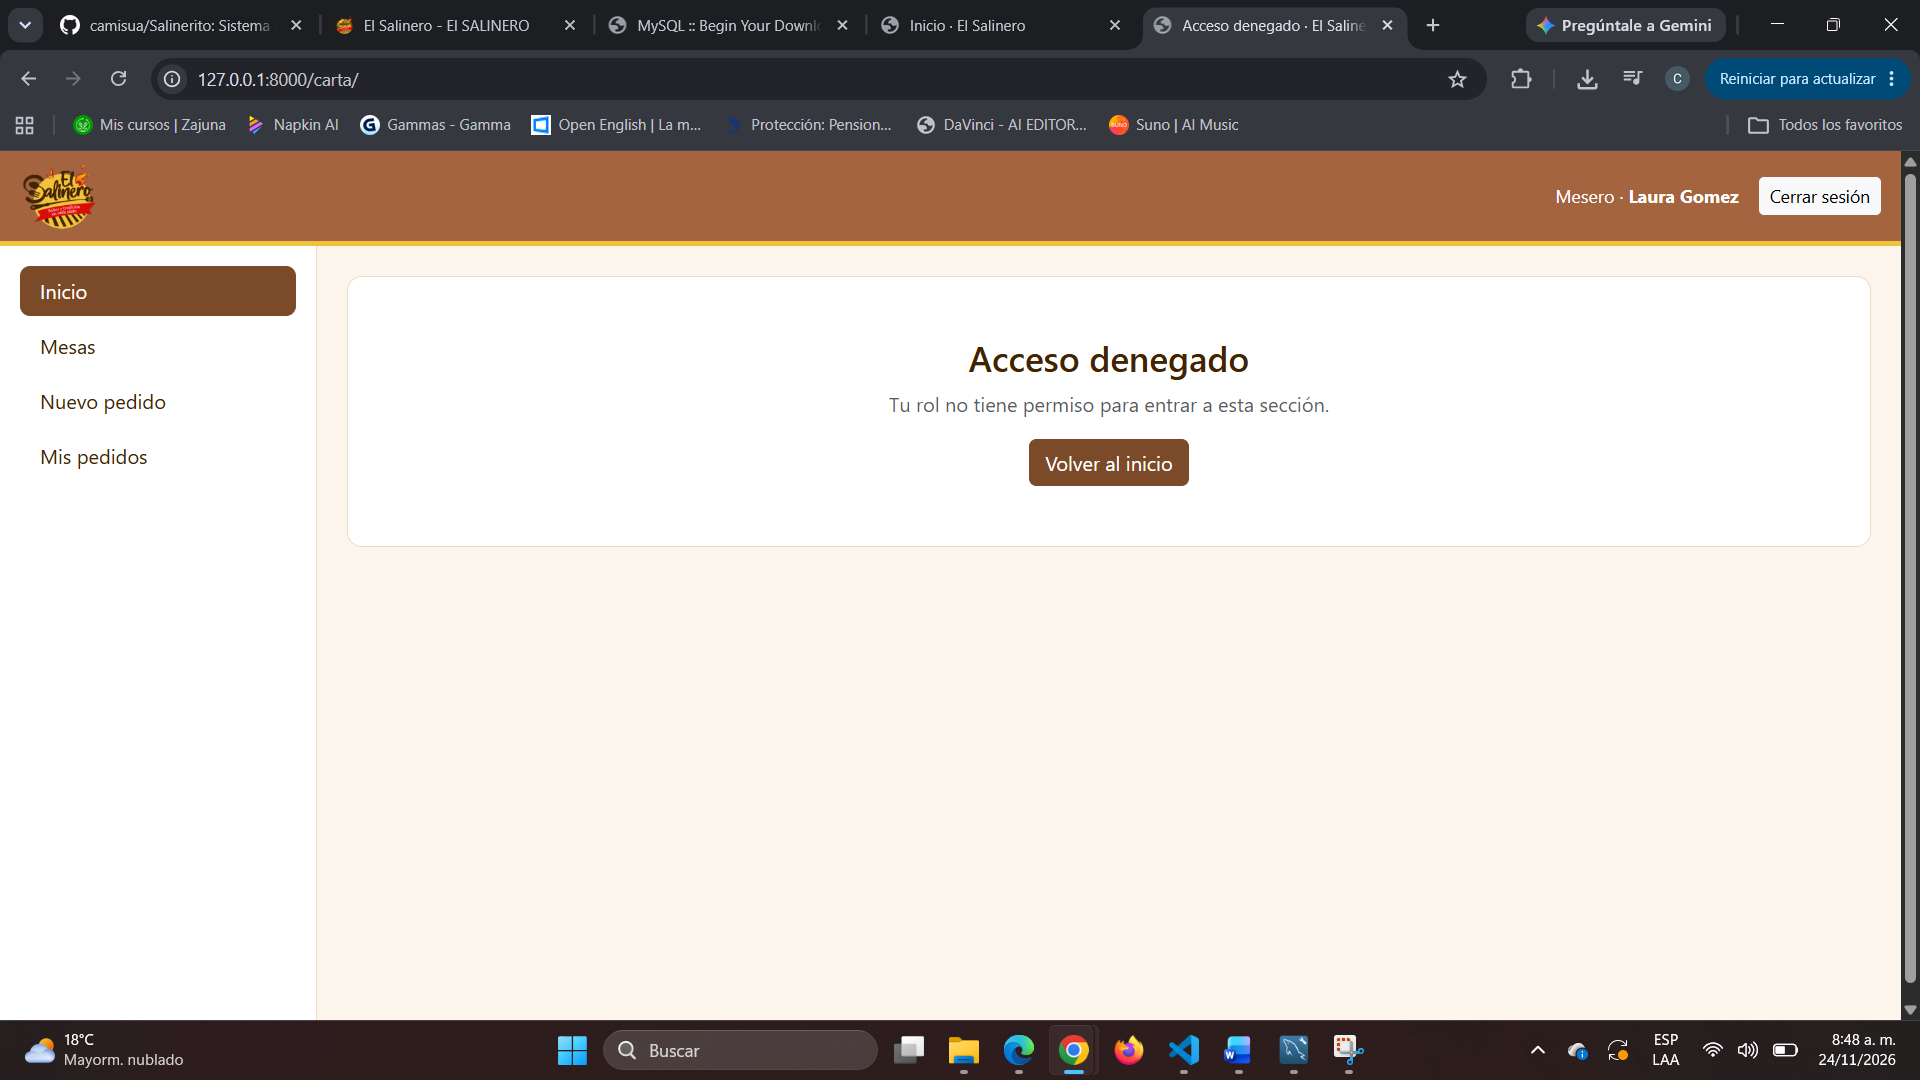 camisua/Salinerito: Sistema
El Salinero - El SALINERO
MySQL :: Begin Your Downlo
Inicio · El Salinero
Acceso denegado · El Saline
Pregúntale a Gemini
127.0.0.1:8000/carta/
C
Reiniciar para actualizar
Mis cursos | Zajuna
Napkin AI
Gammas - Gamma
Open English | La m...
Protección: Pension...
DaVinci - AI EDITOR...
Suno | AI Music
Todos los favoritos
El
Salinero
Mesero · Laura Gomez
Cerrar sesión
Inicio
Mesas
Nuevo pedido
Mis pedidos
Acceso denegado
Tu rol no tiene permiso para entrar a esta sección.
Volver al inicio
18°C
Mayorm. nublado
Buscar
ESP
LAA
8:48 a. m.
24/11/2026